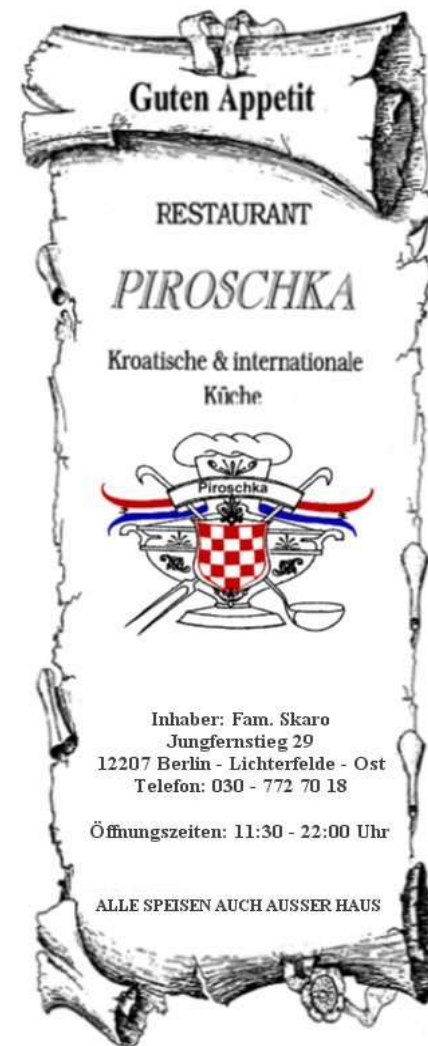 Guten Appetit
RESTAURANT
PIROSCHKA
Kroatische & internationale
Küche
Piroschka
Inhaber: Fam. Skaro
Jungfernstieg 29
12207 Berlin - Lichterfelde - Ost
Telefon: 030 - 772 70 18
Öffnungszeiten: 11:30 - 22:00 Uhr
ALLE SPEISEN AUCH AUSSER HAUS